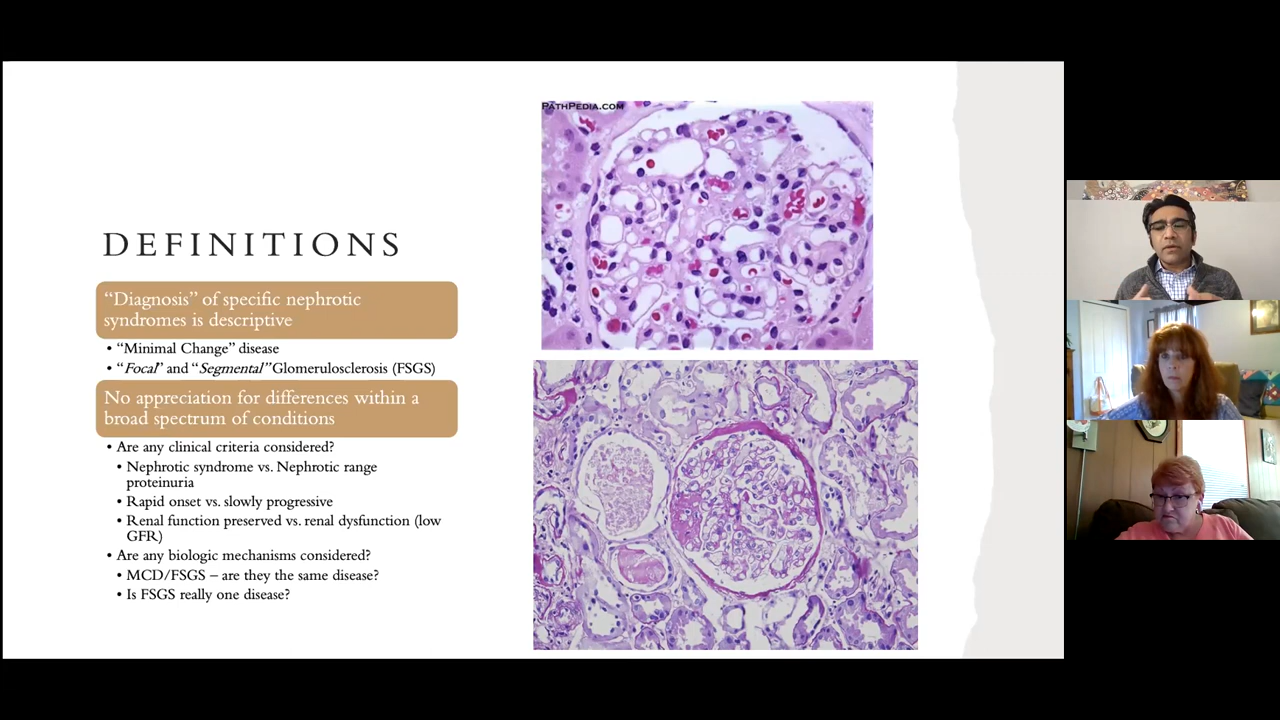 PATHPEDIA.COM
DEFINITIONS
“Diagnosis” of specific nephrotic
syndromes is descriptive
• “Minimal Change” disease
• “Focal” and “Segmental” Glomerulosclerosis (FSGS)
No appreciation for differences within a
broad spectrum of conditions
• Are any clinical criteria considered?
• Nephrotic syndrome vs. Nephrotic range
proteinuria
• Rapid onset vs. slowly progressive
• Renal function preserved vs. renal dysfunction (low
GFR)
• Are any biologic mechanisms considered?
• MCD/FSGS – are they the same disease?
• Is FSGS really one disease?